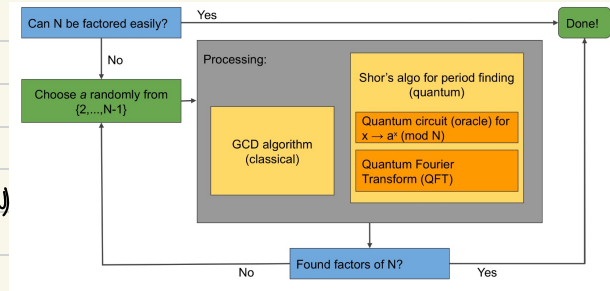 Can N be factored easily?
Yes
Done!
No
Processing:
Choose a randomly from
{2,...,N-1}
GCD algorithm
(classical)
Shor's algo for period finding
(quantum)
Quantum circuit (oracle) for
x → aˣ (mod N)
Quantum Fourier
Transform (QFT)
Found factors of N?
No
Yes